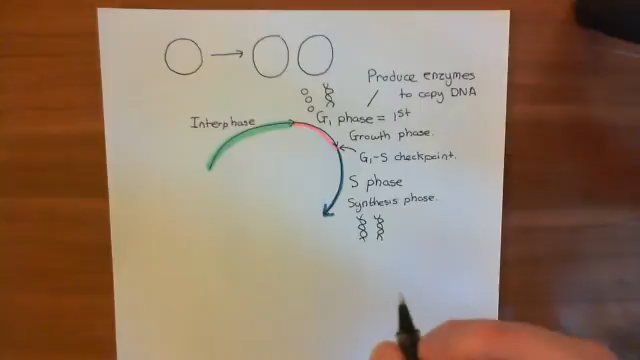 Produce enzymes
to copy DNA
Interphase
G₁ phase = 1st
Growth phase.
G₁-S checkpoint.
S phase
Synthesis phase.